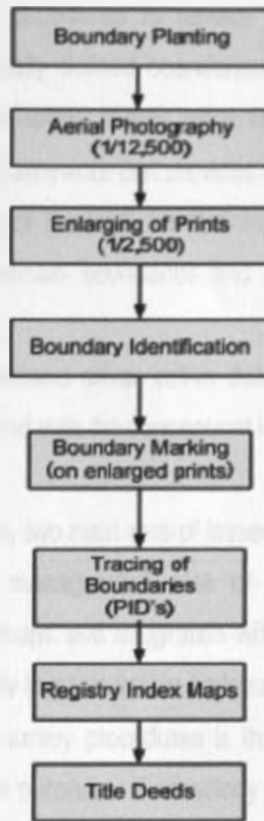 Boundary Planting
Aerial Photography
(1/12,500)
Enlarging of Prints
(1/2,500)
Boundary Identification
Boundary Marking
(on enlarged prints)
Tracing of
Boundaries
(PID's)
Registry Index Maps
Title Deeds